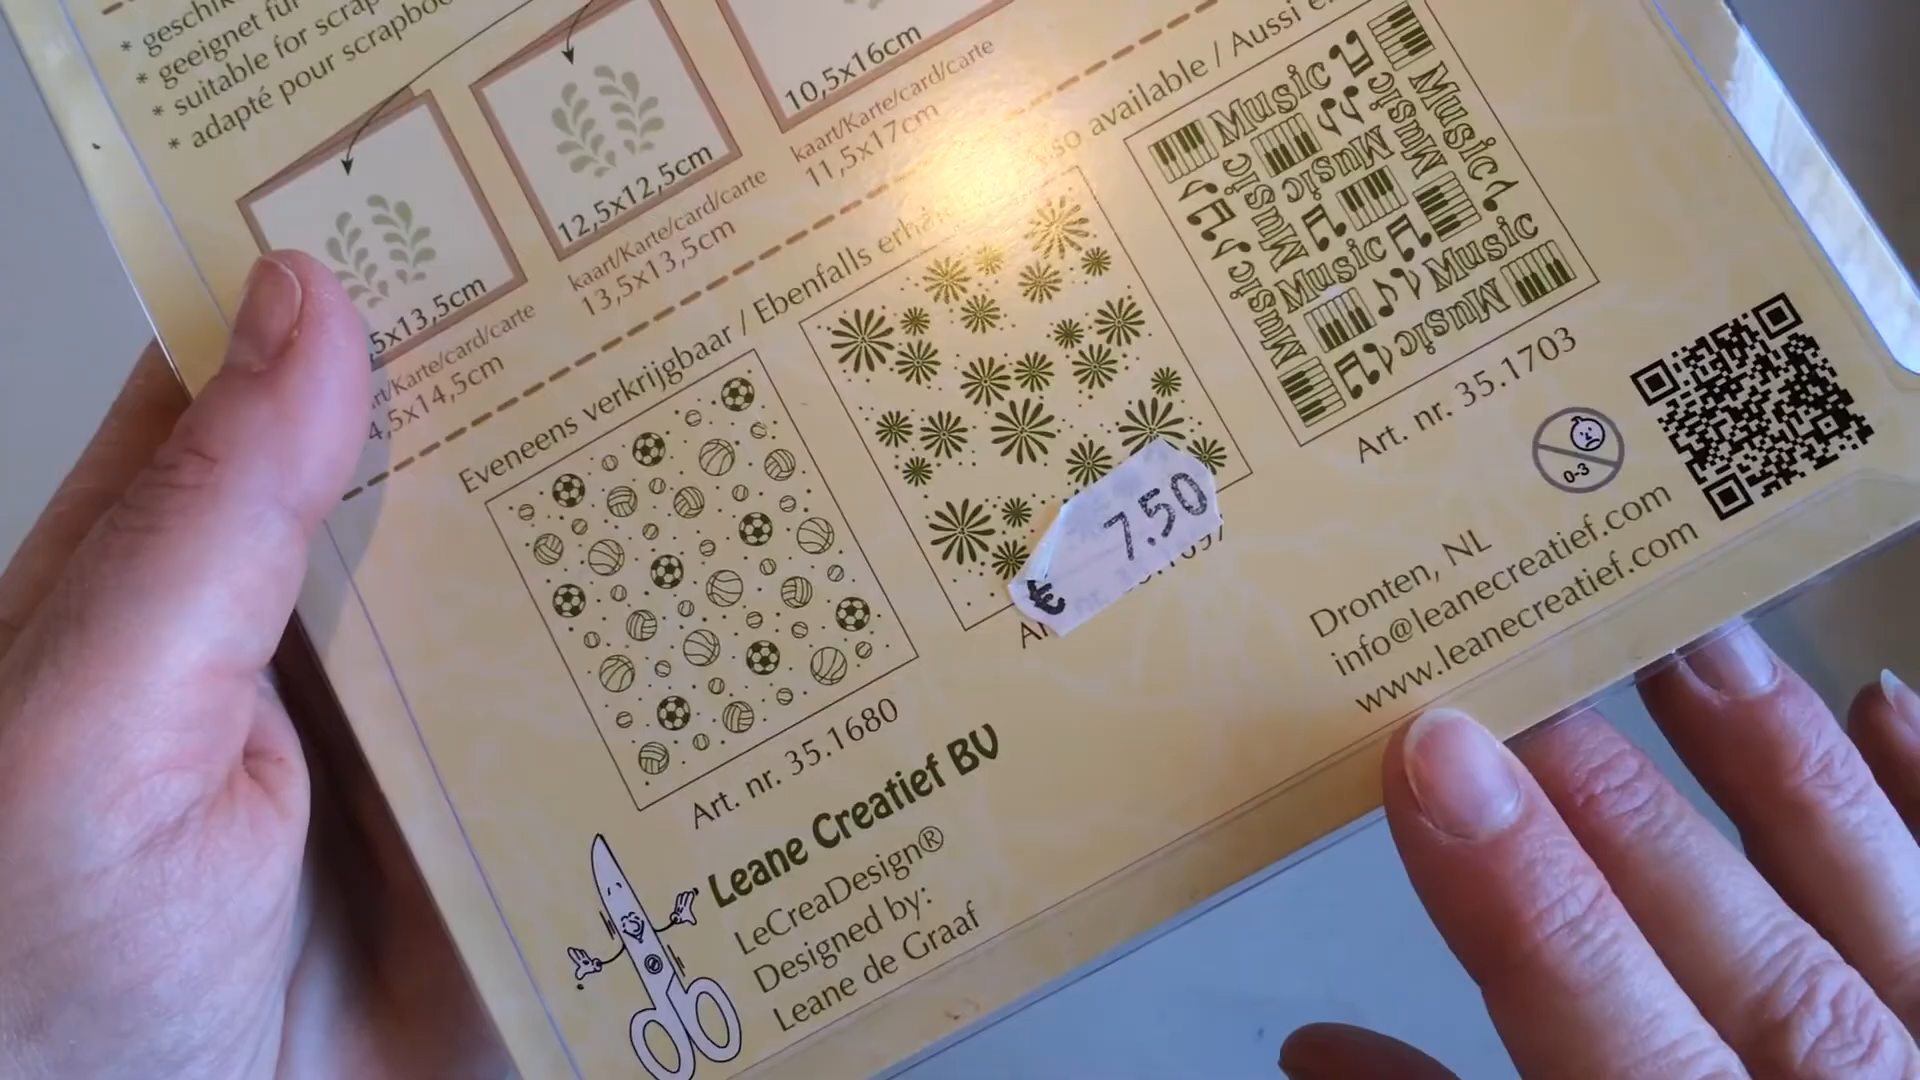 * geschik
* geeignet für
* suitable for scrap
* adapté pour scrapboo
5x13,5cm
/Karte/card/carte
4,5x14,5cm
12,5x12,5cm
kaart/Karte/card/carte
13,5x13,5cm
10,5x16cm
kaart/Karte/card/carte
11,5x17cm
Eveneens verkrijgbaar / Ebenfalls erhä so available / Aussi
Music
Music
Music
Music
Music
Music
Music
Music
Music
Music
Music
Art. nr. 35.1680
7.50
€
Art. nr. 35.1703
0-3
Leane Creatief BV
LeCreaDesign®
Designed by:
Leane de Graaf
Dronten, NL
info@leanecreatief.com
www.leanecreatief.com